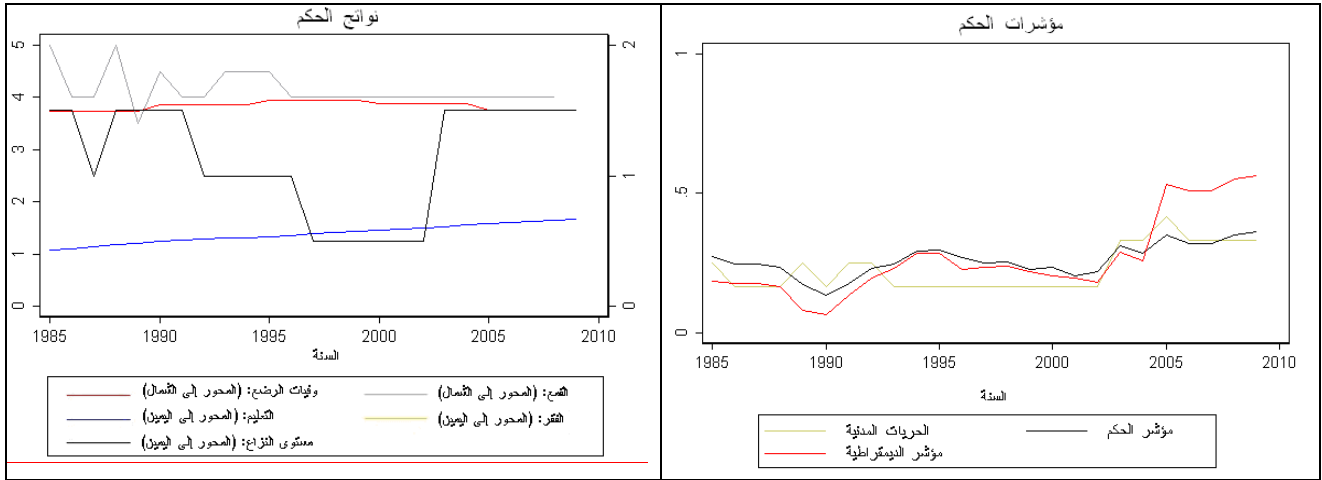 نواتج الحكم
5
4
3
2
1
0
2
1
0
1985
1990
1995
2000
2005
2010
السنة
وفيات الرضع: (المحور إلى الشمال)
القمع: (المحور إلى الشمال)
التعليم: (المحور إلى اليمين)
الفقر: (المحور إلى اليمين)
مستوى النزاع: (المحور إلى اليمين)
مؤشرات الحكم
1
.5
0
1985
1990
1995
2000
2005
2010
السنة
الحريات المدنية
مؤشر الحكم
مؤشر الديمقراطية